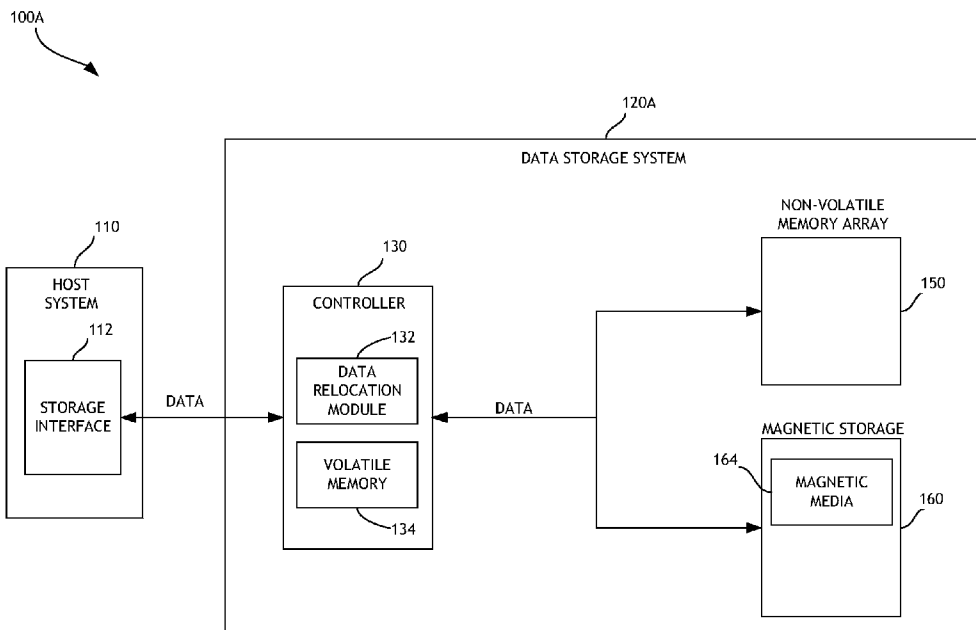 100A
120A
DATA STORAGE SYSTEM
NON-VOLATILE
MEMORY ARRAY
110
130
HOST
SYSTEM
CONTROLLER
150
112
132
DATA
RELOCATION
MODULE
STORAGE
INTERFACE
DATA
DATA
MAGNETIC STORAGE
164
MAGNETIC
MEDIA
VOLATILE
MEMORY
160
134